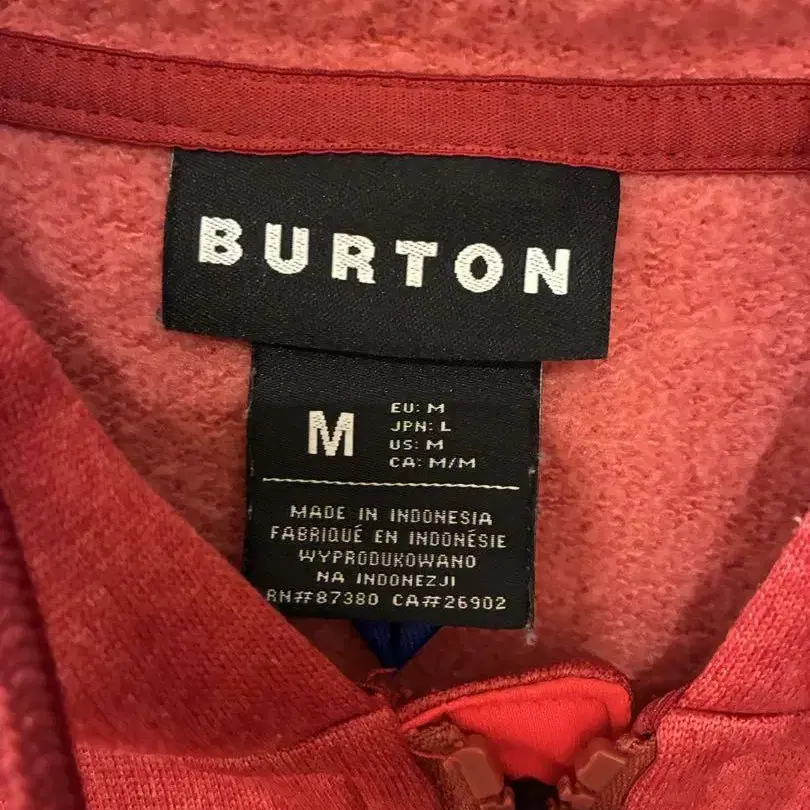 BURTON
M
EU: M
JPN: L
US: M
CA: M/M
MADE IN INDONESIA
FABRIQUÉ EN INDONÉSIE
WYPRODUKOWANO
NA INDONEZJI
RN#87380 CA#26902